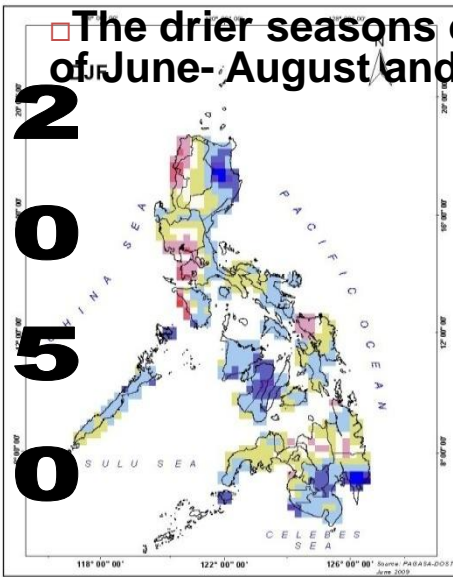 □The drier seasons
of June- August and
DJF
N
2
0
5
0
PACIFIC OCEAN
CHINA SEA
SULU SEA
CELEBES
SEA
118° 00' 00"
122° 00' 00"
126° 00' 00"
Source: PAGASA-DOST
June 2009